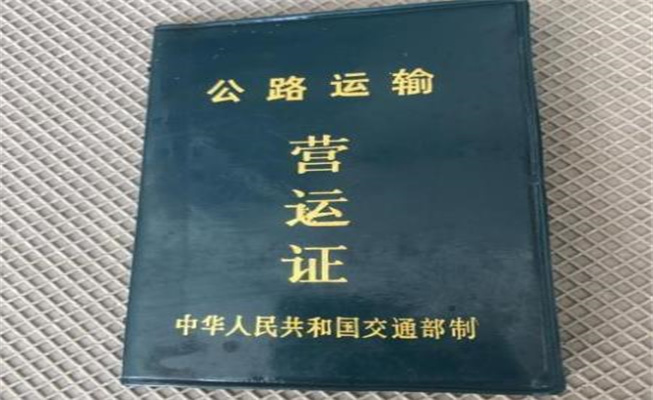 公路运输
营
运
证
中华人民共和国交通部制